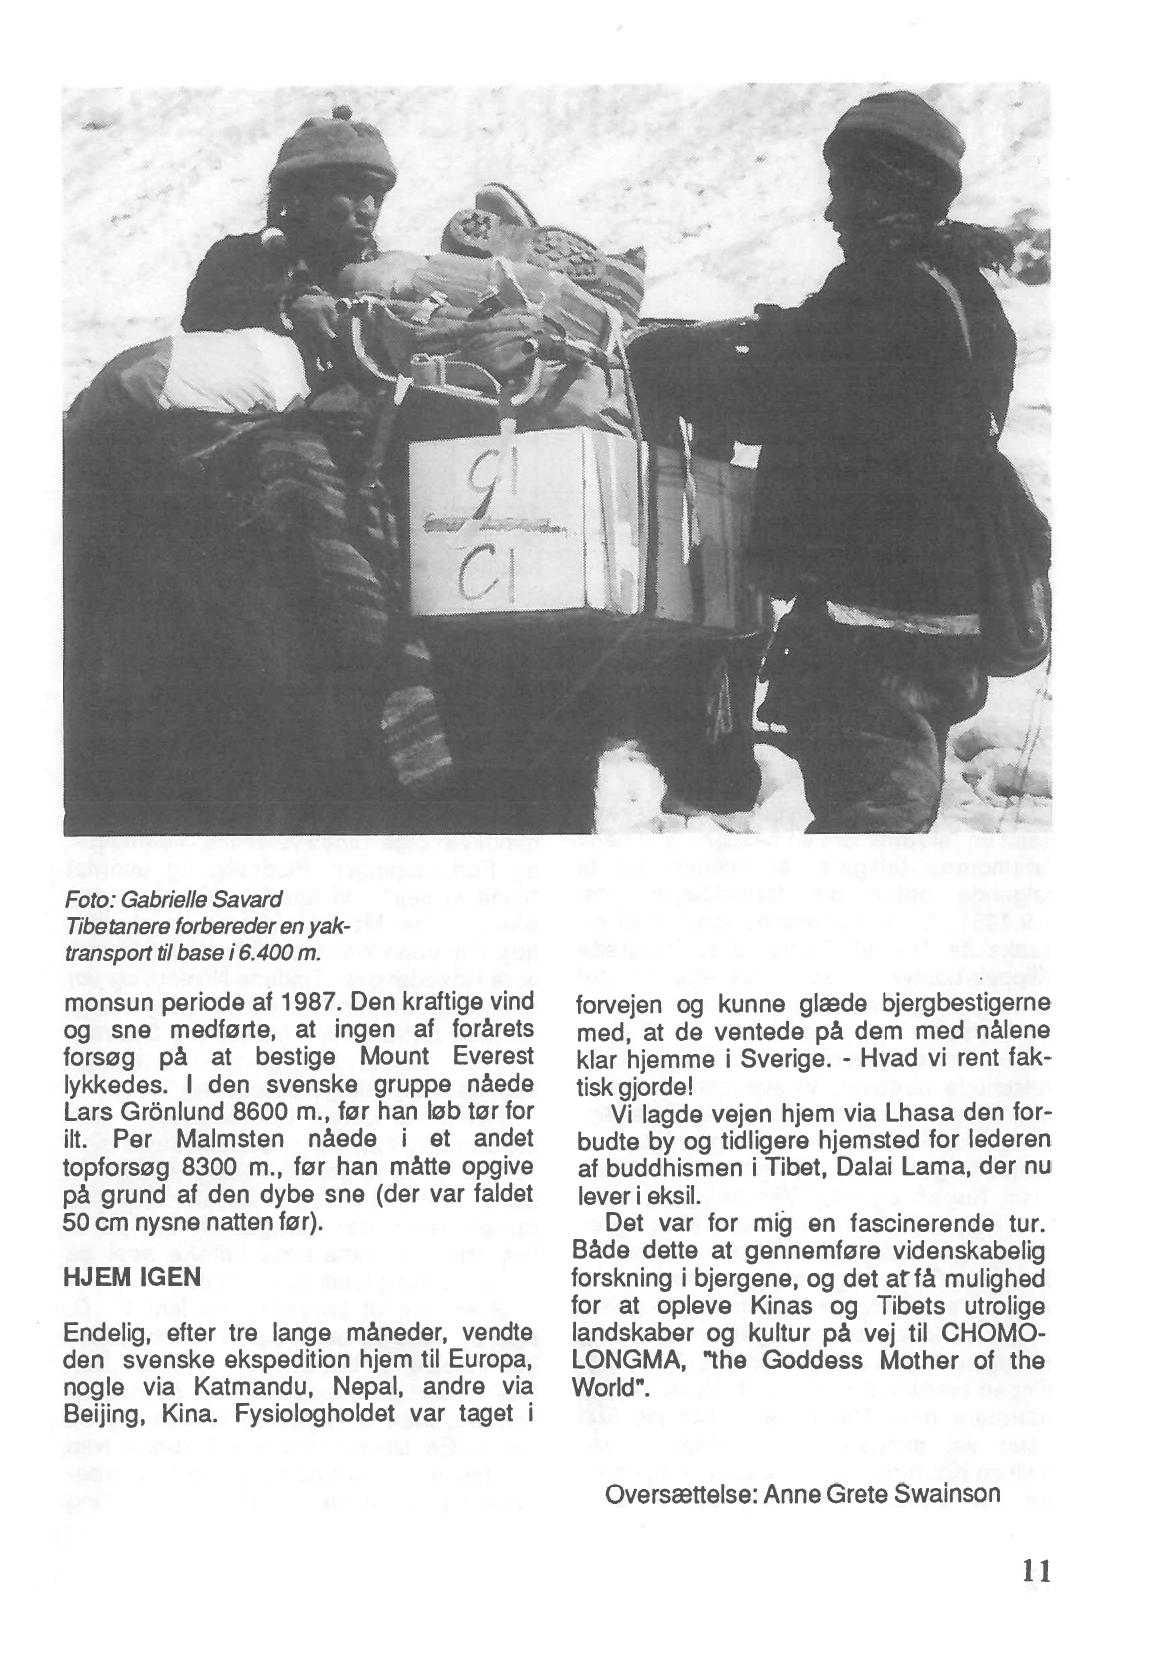 Foto: Gabrielle Savard
Tibetanere forbereder en yak-
transport til base i 6.400 m.
monsun periode af 1987. Den kraftige vind
og sne medførte, at ingen af forårets
forsøg på at bestige Mount Everest
lykkedes. I den svenske gruppe nåede
Lars Grönlund 8600 m., før han løb tør for
ilt. Per Malmsten nåede i et andet
topforsøg 8300 m., før han måtte opgive
på grund af den dybe sne (der var faldet
50 cm nysne natten før).
HJEM IGEN
Endelig, efter tre lange måneder, vendte
den svenske ekspedition hjem til Europa,
nogle via Katmandu, Nepal, andre via
Beijing, Kina. Fysiologholdet var taget i
forvejen og kunne glæde bjergbestigerne
med, at de ventede på dem med nålene
klar hjemme i Sverige. - Hvad vi rent fak-
tisk gjorde!
Vi lagde vejen hjem via Lhasa den for-
budte by og tidligere hjemsted for lederen
af buddhismen i Tibet, Dalai Lama, der nu
lever i eksil.
Det var for mig en fascinerende tur.
Både dette at gennemføre videnskabelig
forskning i bjergene, og det at få mulighed
for at opleve Kinas og Tibets utrolige
landskaber og kultur på vej til CHOMO-
LONGMA, "the Goddess Mother of the
World".
Oversættelse: Anne Grete Swainson
11